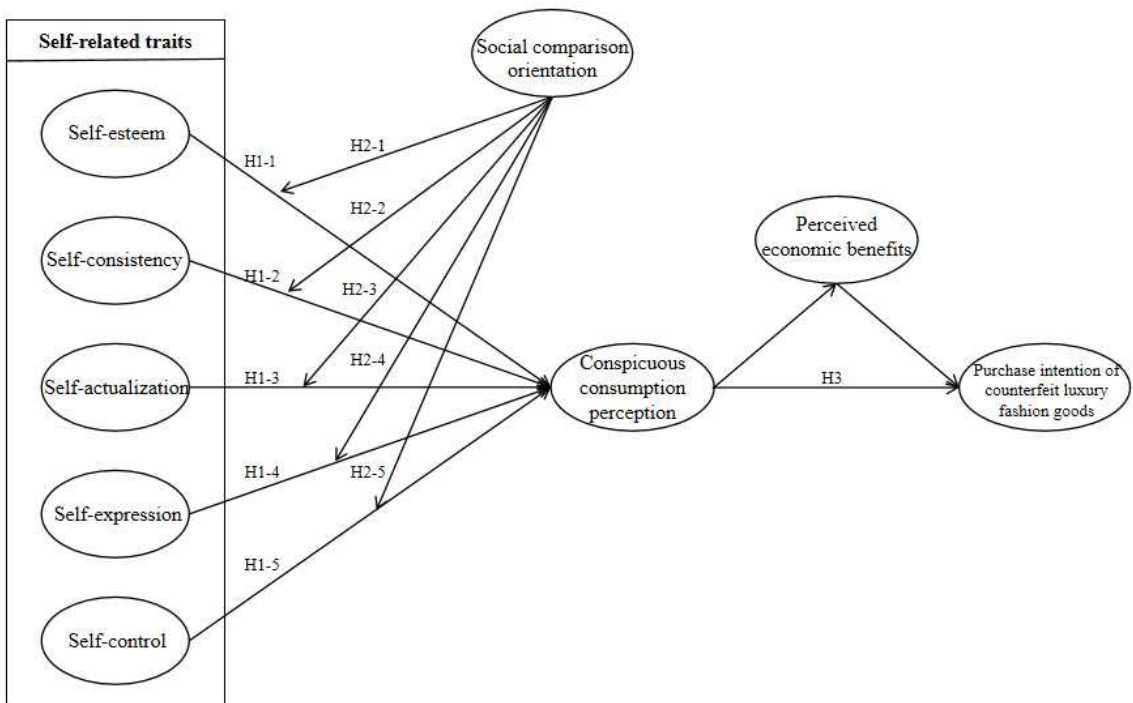 Self-related traits
Social comparison
orientation
Self-esteem
H1-1
H2-1
H2-2
Self-consistency
H1-2
H2-3
Perceived
economic benefits
H2-4
Self-actualization
H1-3
Conspicuous
consumption
perception
H3
Purchase intention of
counterfeit luxury
fashion goods
H1-4
H2-5
Self-expression
H1-5
Self-control